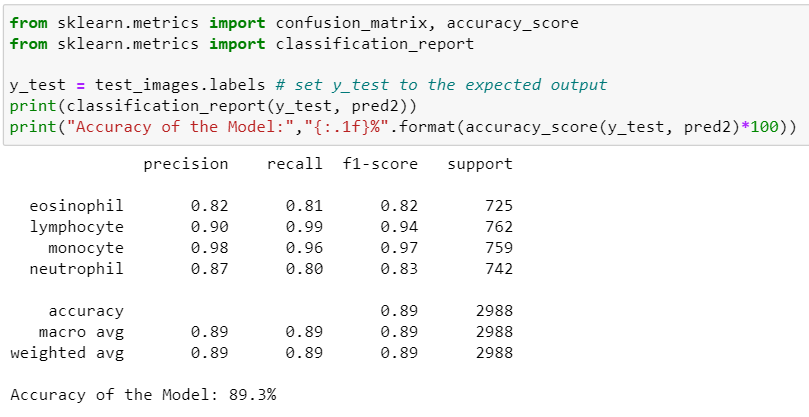 from sklearn.metrics import confusion_matrix, accuracy_score
from sklearn.metrics import classification_report
y_test = test_images.labels # set y_test to the expected output
print(classification_report(y_test, pred2))
print("Accuracy of the Model:","{:.1f}%".format(accuracy_score(y_test, pred2)*100))
precision recall f1-score support
eosinophil 0.82 0.81 0.82 725
lymphocyte 0.90 0.99 0.94 762
monocyte 0.98 0.96 0.97 759
neutrophil 0.87 0.80 0.83 742
accuracy 0.89 2988
macro avg 0.89 0.89 0.89 2988
weighted avg 0.89 0.89 0.89 2988
Accuracy of the Model: 89.3%